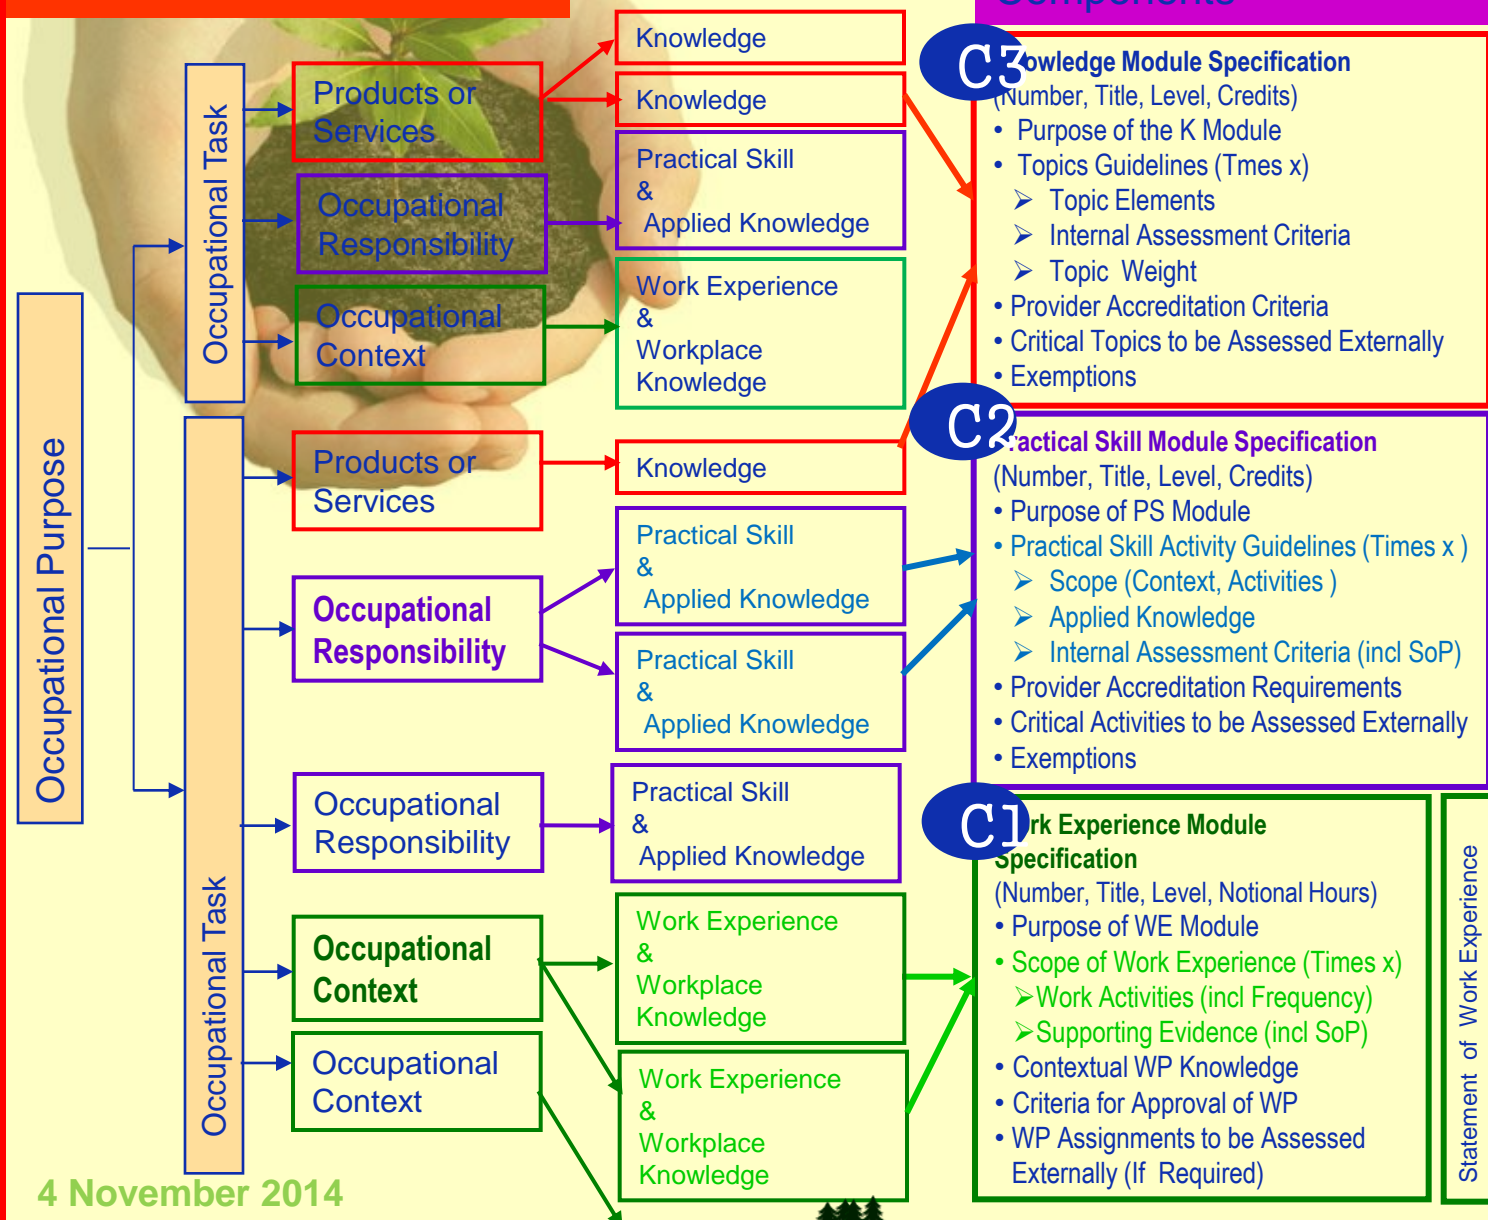 Components
Occupational Purpose
Occupational Task
Occupational Task
Products or
Services
Occupational
Responsibility
Occupational
Context
Products or
Services
Occupational
Responsibility
Occupational
Responsibility
Occupational
Context
Occupational
Context
Knowledge
Knowledge
Practical Skill
&
Applied Knowledge
Work Experience
&
Workplace
Knowledge
Knowledge
Practical Skill
&
Applied Knowledge
Practical Skill
&
Applied Knowledge
Practical Skill
&
Applied Knowledge
Work Experience
&
Workplace
Knowledge
Work Experience
&
Workplace
Knowledge
C3
owledge Module Specification
(Number, Title, Level, Credits)
• Purpose of the K Module
• Topics Guidelines (Tmes x)
➢ Topic Elements
➢ Internal Assessment Criteria
➢ Topic Weight
• Provider Accreditation Criteria
• Critical Topics to be Assessed Externally
• Exemptions
C2
ractical Skill Module Specification
(Number, Title, Level, Credits)
• Purpose of PS Module
• Practical Skill Activity Guidelines (Times x )
➢ Scope (Context, Activities )
➢ Applied Knowledge
➢ Internal Assessment Criteria (incl SoP)
• Provider Accreditation Requirements
• Critical Activities to be Assessed Externally
• Exemptions
C1
rk Experience Module
Specification
(Number, Title, Level, Notional Hours)
• Purpose of WE Module
• Scope of Work Experience (Times x)
➢Work Activities (incl Frequency)
➢Supporting Evidence (incl SoP)
• Contextual WP Knowledge
• Criteria for Approval of WP
• WP Assignments to be Assessed
Externally (If Required)
Statement of Work Experience
4 November 2014